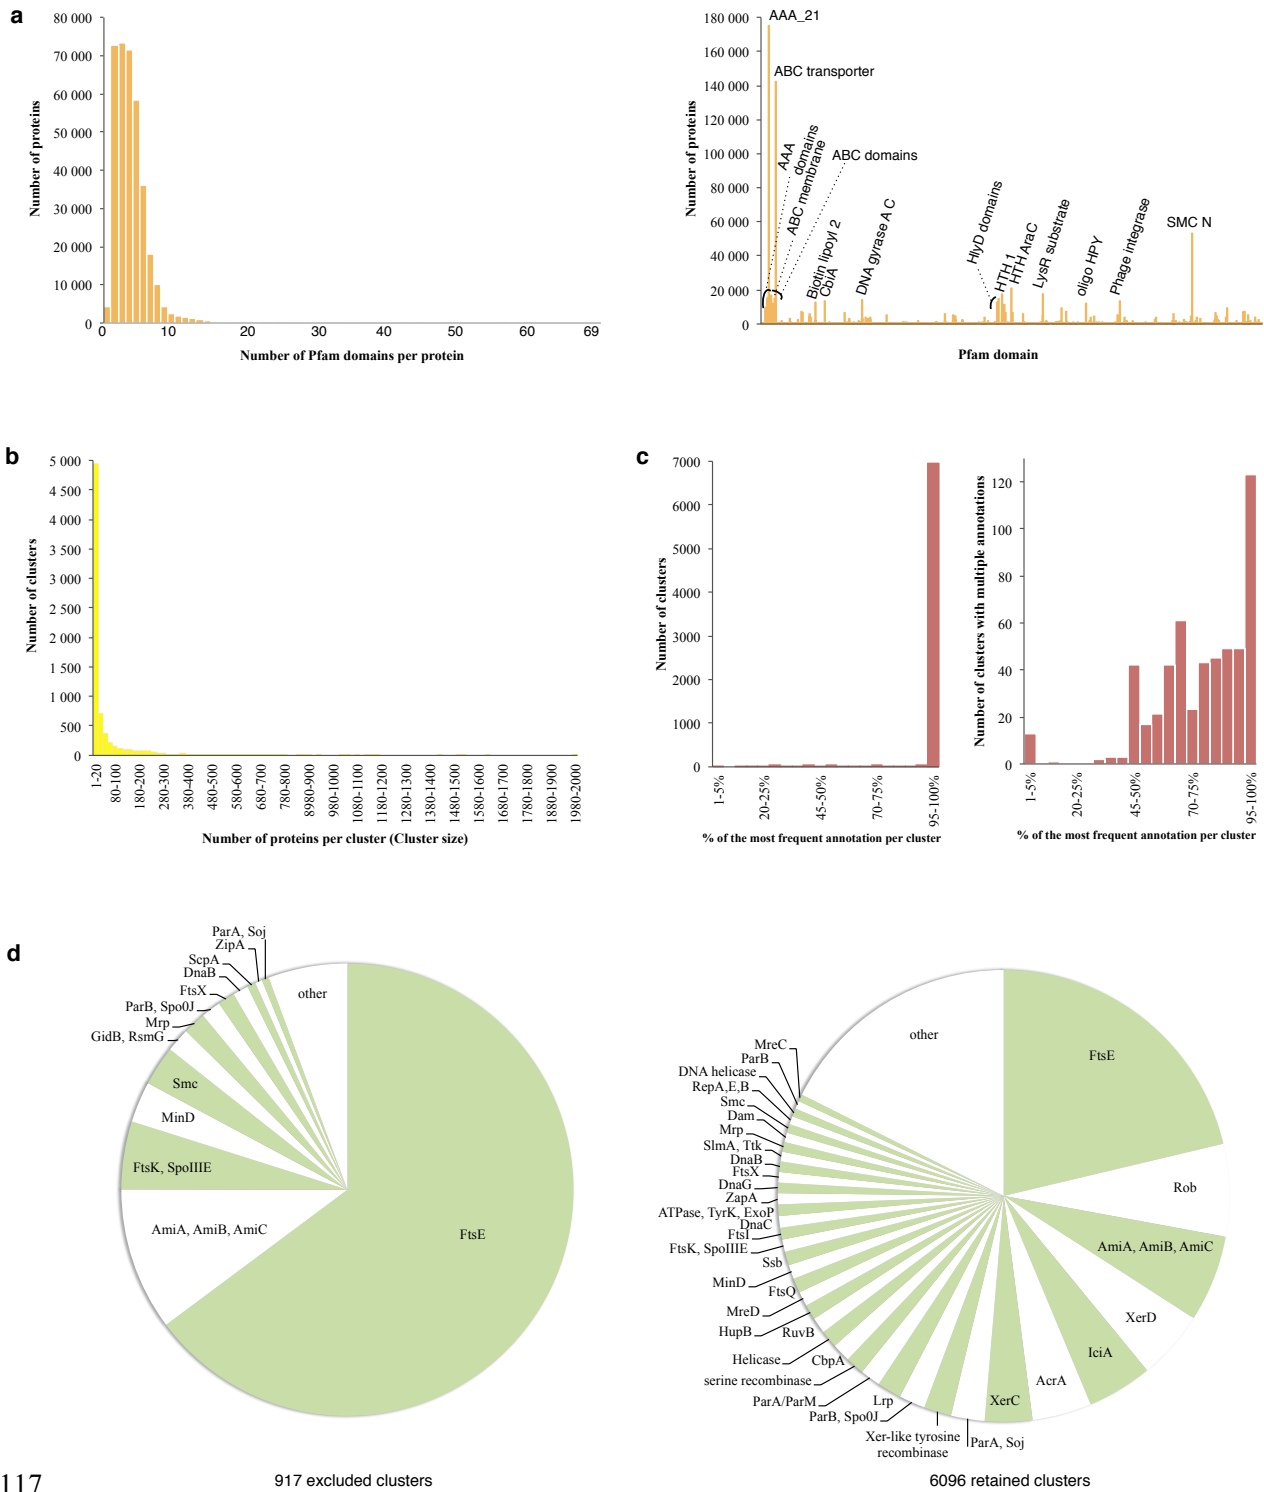 a
80 000
70 000
60 000
50 000
40 000
30 000
20 000
10 000
0
Number of proteins
0 10 20 30 40 50 60 69
Number of Pfam domains per protein
180 000
160 000
140 000
120 000
100 000
80 000
60 000
40 000
20 000
0
Number of proteins
AAA_21
ABC transporter
AAA domains
ABC membrane
ABC domains
Biotin lipoyl 2
CbiA
DNA gyrase A C
HlyD domains
HTH 1
HTH AraC
LysR substrate
oligo HPY
Phage integrase
SMC N
Pfam domain
b
5 000
4 500
4 000
3 500
3 000
2 500
2 000
1 500
1 000
500
0
Number of clusters
1-20
80-100
180-200
280-300
380-400
480-500
580-600
680-700
780-800
8980-900
980-1000
1080-1100
1180-1200
1280-1300
1380-1400
1480-1500
1580-1600
1680-1700
1780-1800
1880-1900
1980-2000
Number of proteins per cluster (Cluster size)
c
7000
6000
5000
4000
3000
2000
1000
0
Number of clusters
1-5%
20-25%
45-50%
70-75%
95-100%
% of the most frequent annotation per cluster
120
100
80
60
40
20
0
Number of clusters with multiple annotations
1-5%
20-25%
45-50%
70-75%
95-100%
% of the most frequent annotation per cluster
d
ParA, Soj
ZipA
ScpA
DnaB
FtsX
ParB, Spo0J
Mrp
GidB, RsmG
Smc
MinD
FtsK, SpoIIIE
AmiA, AmiB, AmiC
other
FtsE
917 excluded clusters
other
FtsE
Rob
AmiA, AmiB, AmiC
XerD
IciA
AcrA
XerC
ParA, Soj
Xer-like tyrosine
recombinase
ParB, Spo0J
Lrp
ParA/ParM
serine recombinase
CbpA
Helicase
RuvB
HupB
MreD
FtsQ
MinD
Ssb
FtsK, SpoIIIE
FtsI
DnaC
ATPase, TyrK, ExoP
ZapA
DnaG
FtsX
DnaB
SlmA, Ttk
Mrp
Dam
Smc
RepA,E,B
DNA helicase
ParB
MreC
6096 retained clusters
117